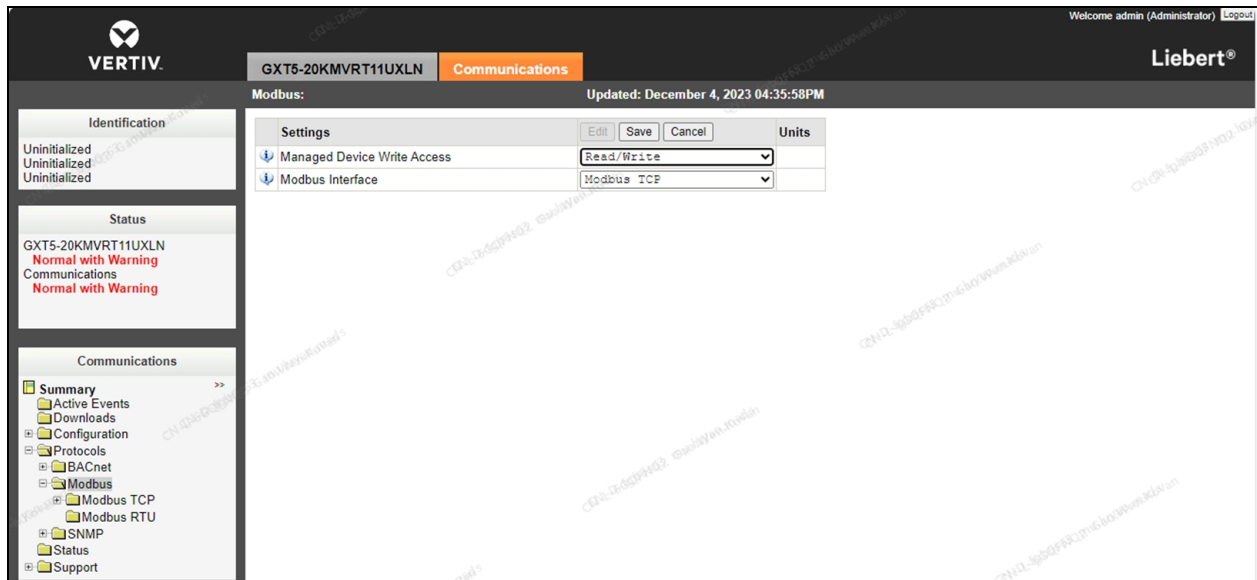 Welcome admin (Administrator) Logout
VERTIV.
Liebert®
GXT5-20KMVRT11UXLN Communications
Modbus: Updated: December 4, 2023 04:35:58PM
Identification
Uninitialized
Uninitialized
Uninitialized
Status
GXT5-20KMVRT11UXLN
Normal with Warning
Communications
Normal with Warning
Communications
Summary >>
Active Events
Downloads
Configuration
Protocols
BACnet
Modbus
Modbus TCP
Modbus RTU
SNMP
Status
Support
Settings Edit Save Cancel Units
Managed Device Write Access Read/Write
Modbus Interface Modbus TCP